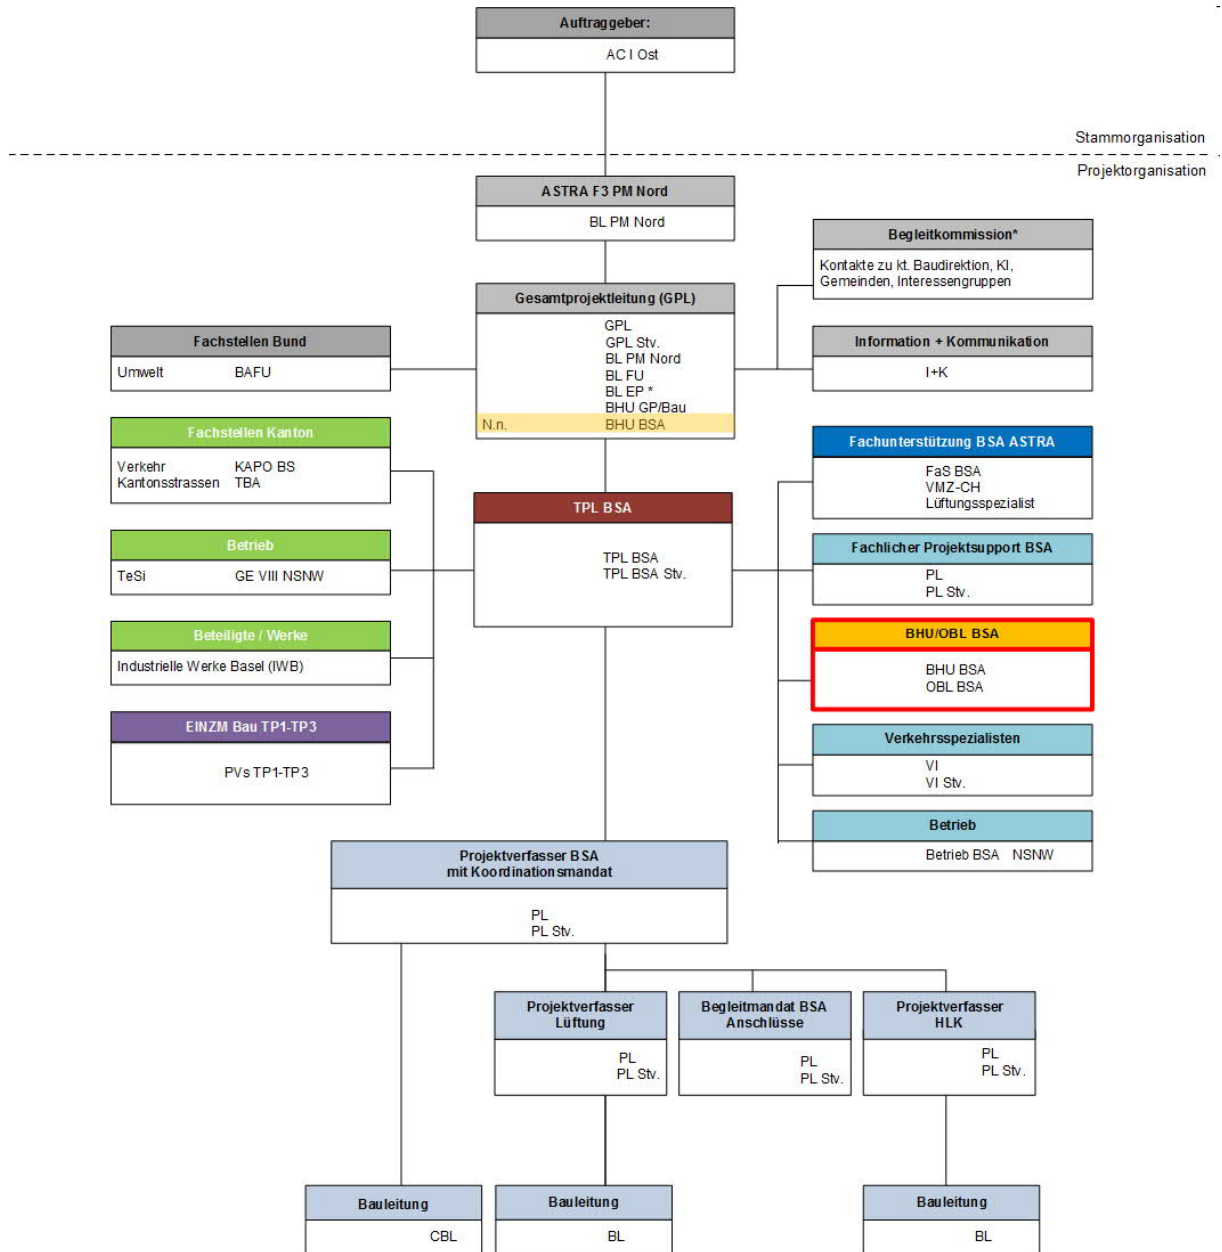 Auftraggeber:
AC I Ost
Stammorganisation
Projektorganisation
ASTRA F3 PM Nord
BL PM Nord
Begleitkommission*
Kontakte zu kt. Baudirektion, KI,
Gemeinden, Interessengruppen
Gesamtprojektleitung (GPL)
GPL
GPL Stv.
BL PM Nord
BL FU
BL EP *
BHU GP/Bau
N.n. BHU BSA
Information + Kommunikation
I+K
Fachstellen Bund
Umwelt BAFU
Fachstellen Kanton
Verkehr KAPO BS
Kantonsstrassen TBA
Fachunterstützung BSA ASTRA
FaS BSA
VMZ-CH
Lüftungsspezialist
TPL BSA
TPL BSA
TPL BSA Stv.
Betrieb
TeSi GE VIII NSNW
Fachlicher Projektsupport BSA
PL
PL Stv.
Beteiligte / Werke
Industrielle Werke Basel (IWB)
BHU/OBL BSA
BHU BSA
OBL BSA
EINZM Bau TP1-TP3
PVs TP1-TP3
Verkehrsspezialisten
VI
VI Stv.
Betrieb
Betrieb BSA NSNW
Projektverfasser BSA
mit Koordinationsmandat
PL
PL Stv.
Projektverfasser
Lüftung
PL
PL Stv.
Begleitmandat BSA
Anschlüsse
PL
PL Stv.
Projektverfasser
HLK
PL
PL Stv.
Bauleitung
CBL
Bauleitung
BL
Bauleitung
BL